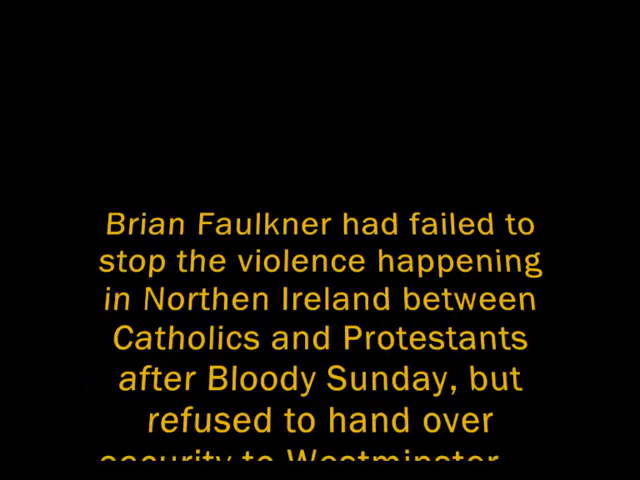 Brian Faulkner had failed to
stop the violence happening
in Northen Ireland between
Catholics and Protestants
after Bloody Sunday, but
refused to hand over
security to Westminster